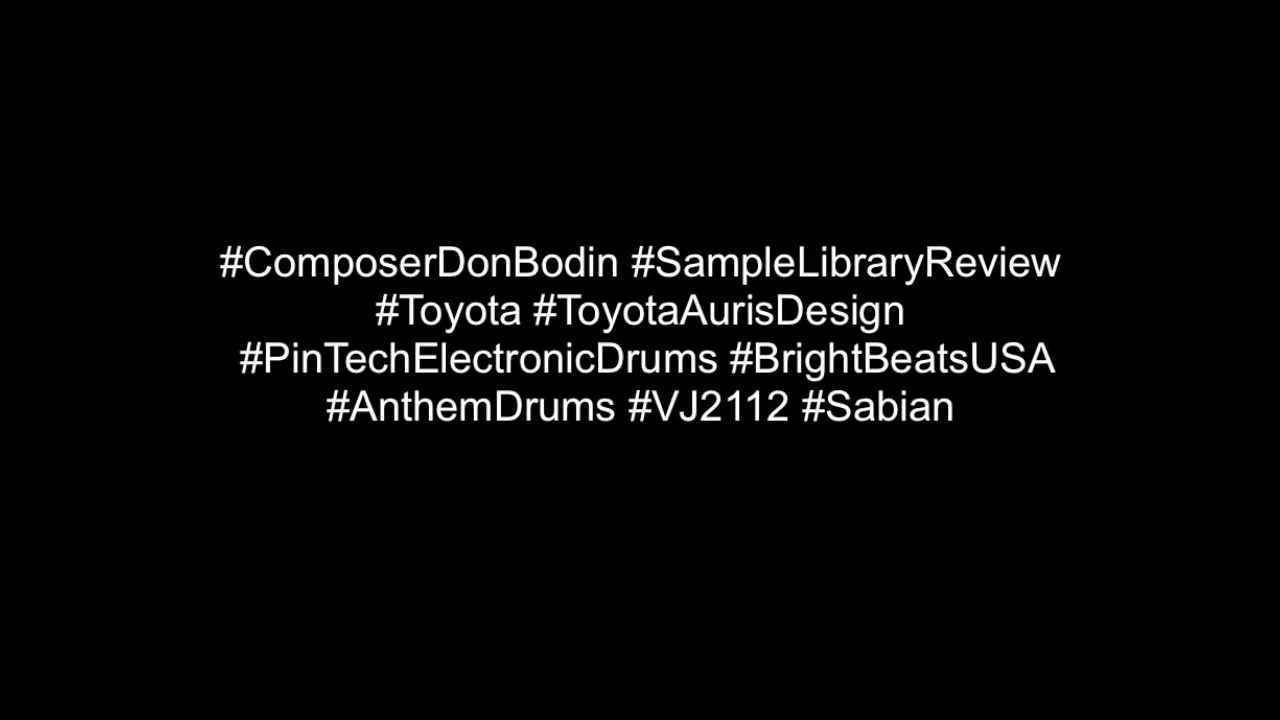 #ComposerDonBodin #SampleLibraryReview
#Toyota #ToyotaAurisDesign
#PinTechElectronicDrums #BrightBeatsUSA
#AnthemDrums #VJ2112 #Sabian